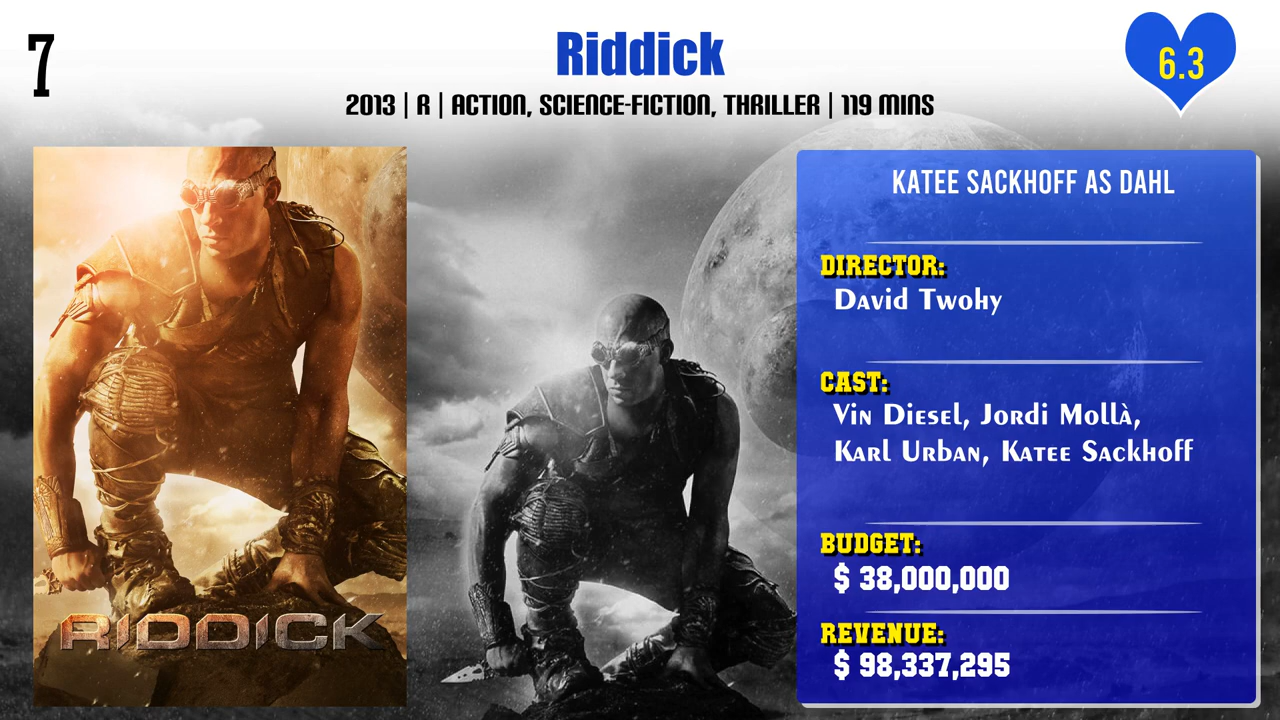 7
Riddick
6.3
2013 | R | ACTION, SCIENCE-FICTION, THRILLER | 119 MINS
KATEE SACKHOFF AS DAHL
DIRECTOR:
David Twohy
CAST:
Vin Diesel, Jordi Mollà,
Karl Urban, Katee Sackhoff
BUDGET:
$ 38,000,000
REVENUE:
$ 98,337,295
RIDDICK